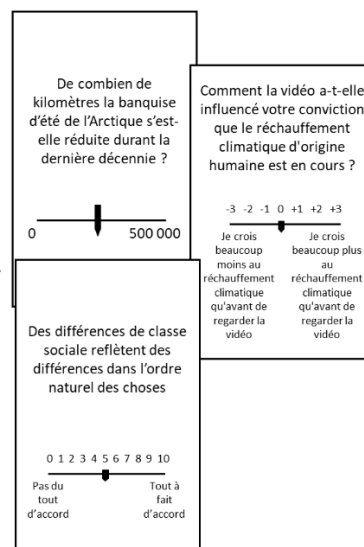 De combien de
kilomètres la banquise
d'été de l'Arctique s'est-
elle réduite durant la
dernière décennie ?
0
500 000
Comment la vidéo a-t-elle
influencé votre conviction
que le réchauffement
climatique d'origine
humaine est en cours ?
-3 -2 -1 0 +1 +2 +3
Je crois
beaucoup
moins au
réchauffement
climatique
qu'avant de
regarder la
vidéo
Je crois
beaucoup plus
au
réchauffement
climatique
qu'avant de
regarder la
vidéo
Des différences de classe
sociale reflètent des
différences dans l'ordre
naturel des choses
0 1 2 3 4 5 6 7 8 9 10
Pas du
tout
d'accord
Tout à
fait
d'accord